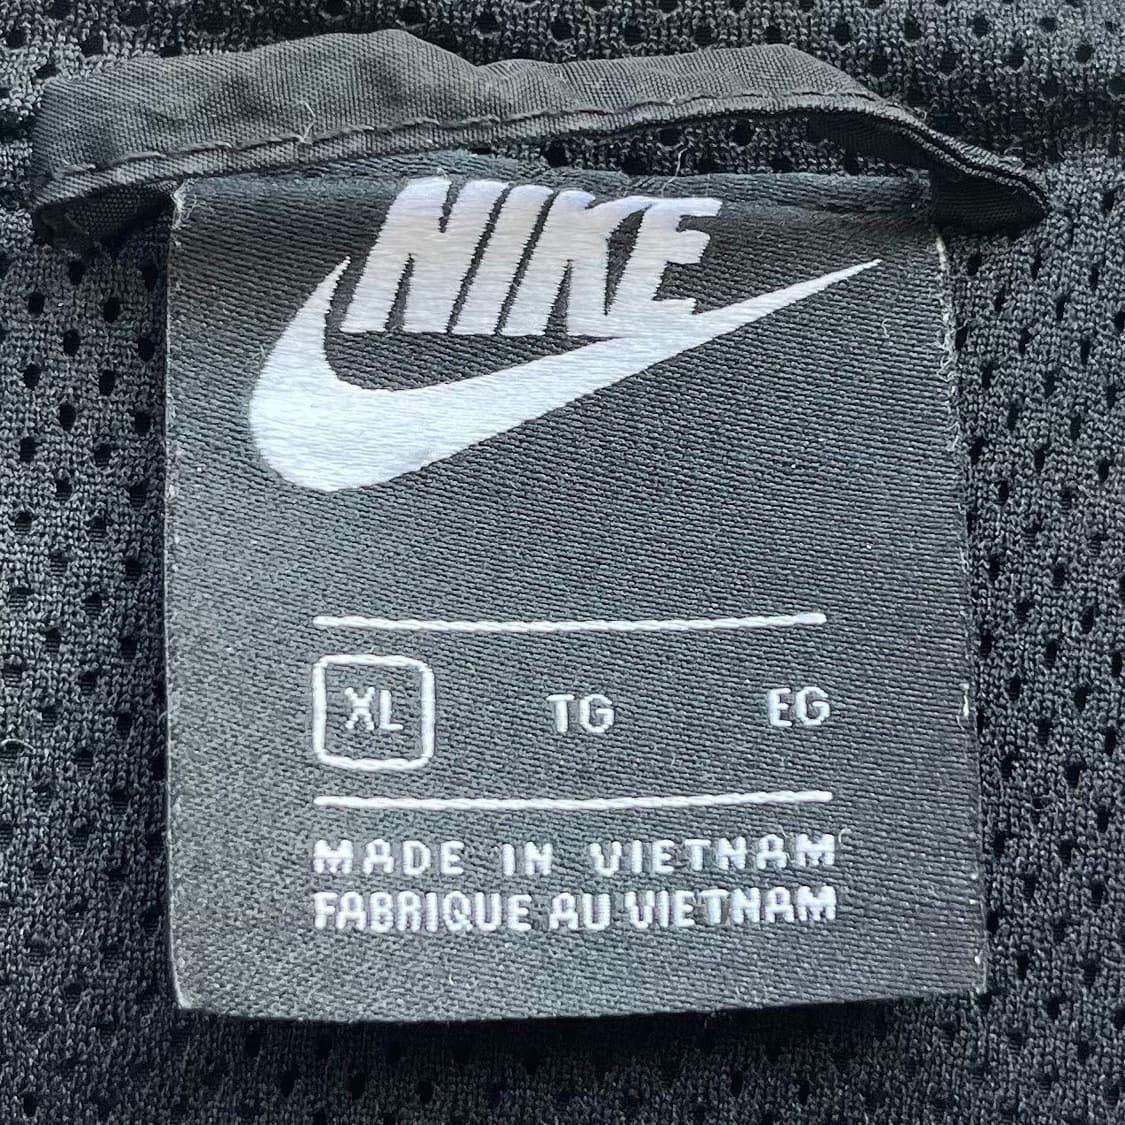 NIKE
XL TG EG
MADE IN VIETNAM
FABRIQUE AU VIETNAM